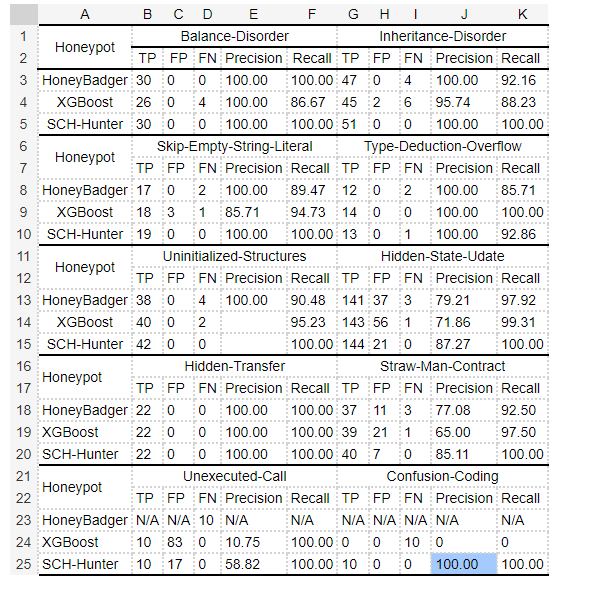 A B C D E F G H I J K
1 Honeypot Balance-Disorder Inheritance-Disorder
2 TP FP FN Precision Recall TP FP FN Precision Recall
3 HoneyBadger 30 0 0 100.00 100.00 47 0 4 100.00 92.16
4 XGBoost 26 0 4 100.00 86.67 45 2 6 95.74 88.23
5 SCH-Hunter 30 0 0 100.00 100.00 51 0 0 100.00 100.00
6 Honeypot Skip-Empty-String-Literal Type-Deduction-Overflow
7 TP FP FN Precision Recall TP FP FN Precision Recall
8 HoneyBadger 17 0 2 100.00 89.47 12 0 2 100.00 85.71
9 XGBoost 18 3 1 85.71 94.73 14 0 0 100.00 100.00
10 SCH-Hunter 19 0 0 100.00 100.00 13 0 1 100.00 92.86
11 Honeypot Uninitialized-Structures Hidden-State-Udate
12 TP FP FN Precision Recall TP FP FN Precision Recall
13 HoneyBadger 38 0 4 100.00 90.48 141 37 3 79.21 97.92
14 XGBoost 40 0 2 95.23 143 56 1 71.86 99.31
15 SCH-Hunter 42 0 0 100.00 144 21 0 87.27 100.00
16 Honeypot Hidden-Transfer Straw-Man-Contract
17 TP FP FN Precision Recall TP FP FN Precision Recall
18 HoneyBadger 22 0 0 100.00 100.00 37 11 3 77.08 92.50
19 XGBoost 22 0 0 100.00 100.00 39 21 1 65.00 97.50
20 SCH-Hunter 22 0 0 100.00 100.00 40 7 0 85.11 100.00
21 Honeypot Unexecuted-Call Confusion-Coding
22 TP FP FN Precision Recall TP FP FN Precision Recall
23 HoneyBadger N/A N/A 10 N/A N/A N/A N/A N/A N/A N/A
24 XGBoost 10 83 0 10.75 100.00 0 0 10 0 0
25 SCH-Hunter 10 17 0 58.82 100.00 10 0 0 100.00 100.00